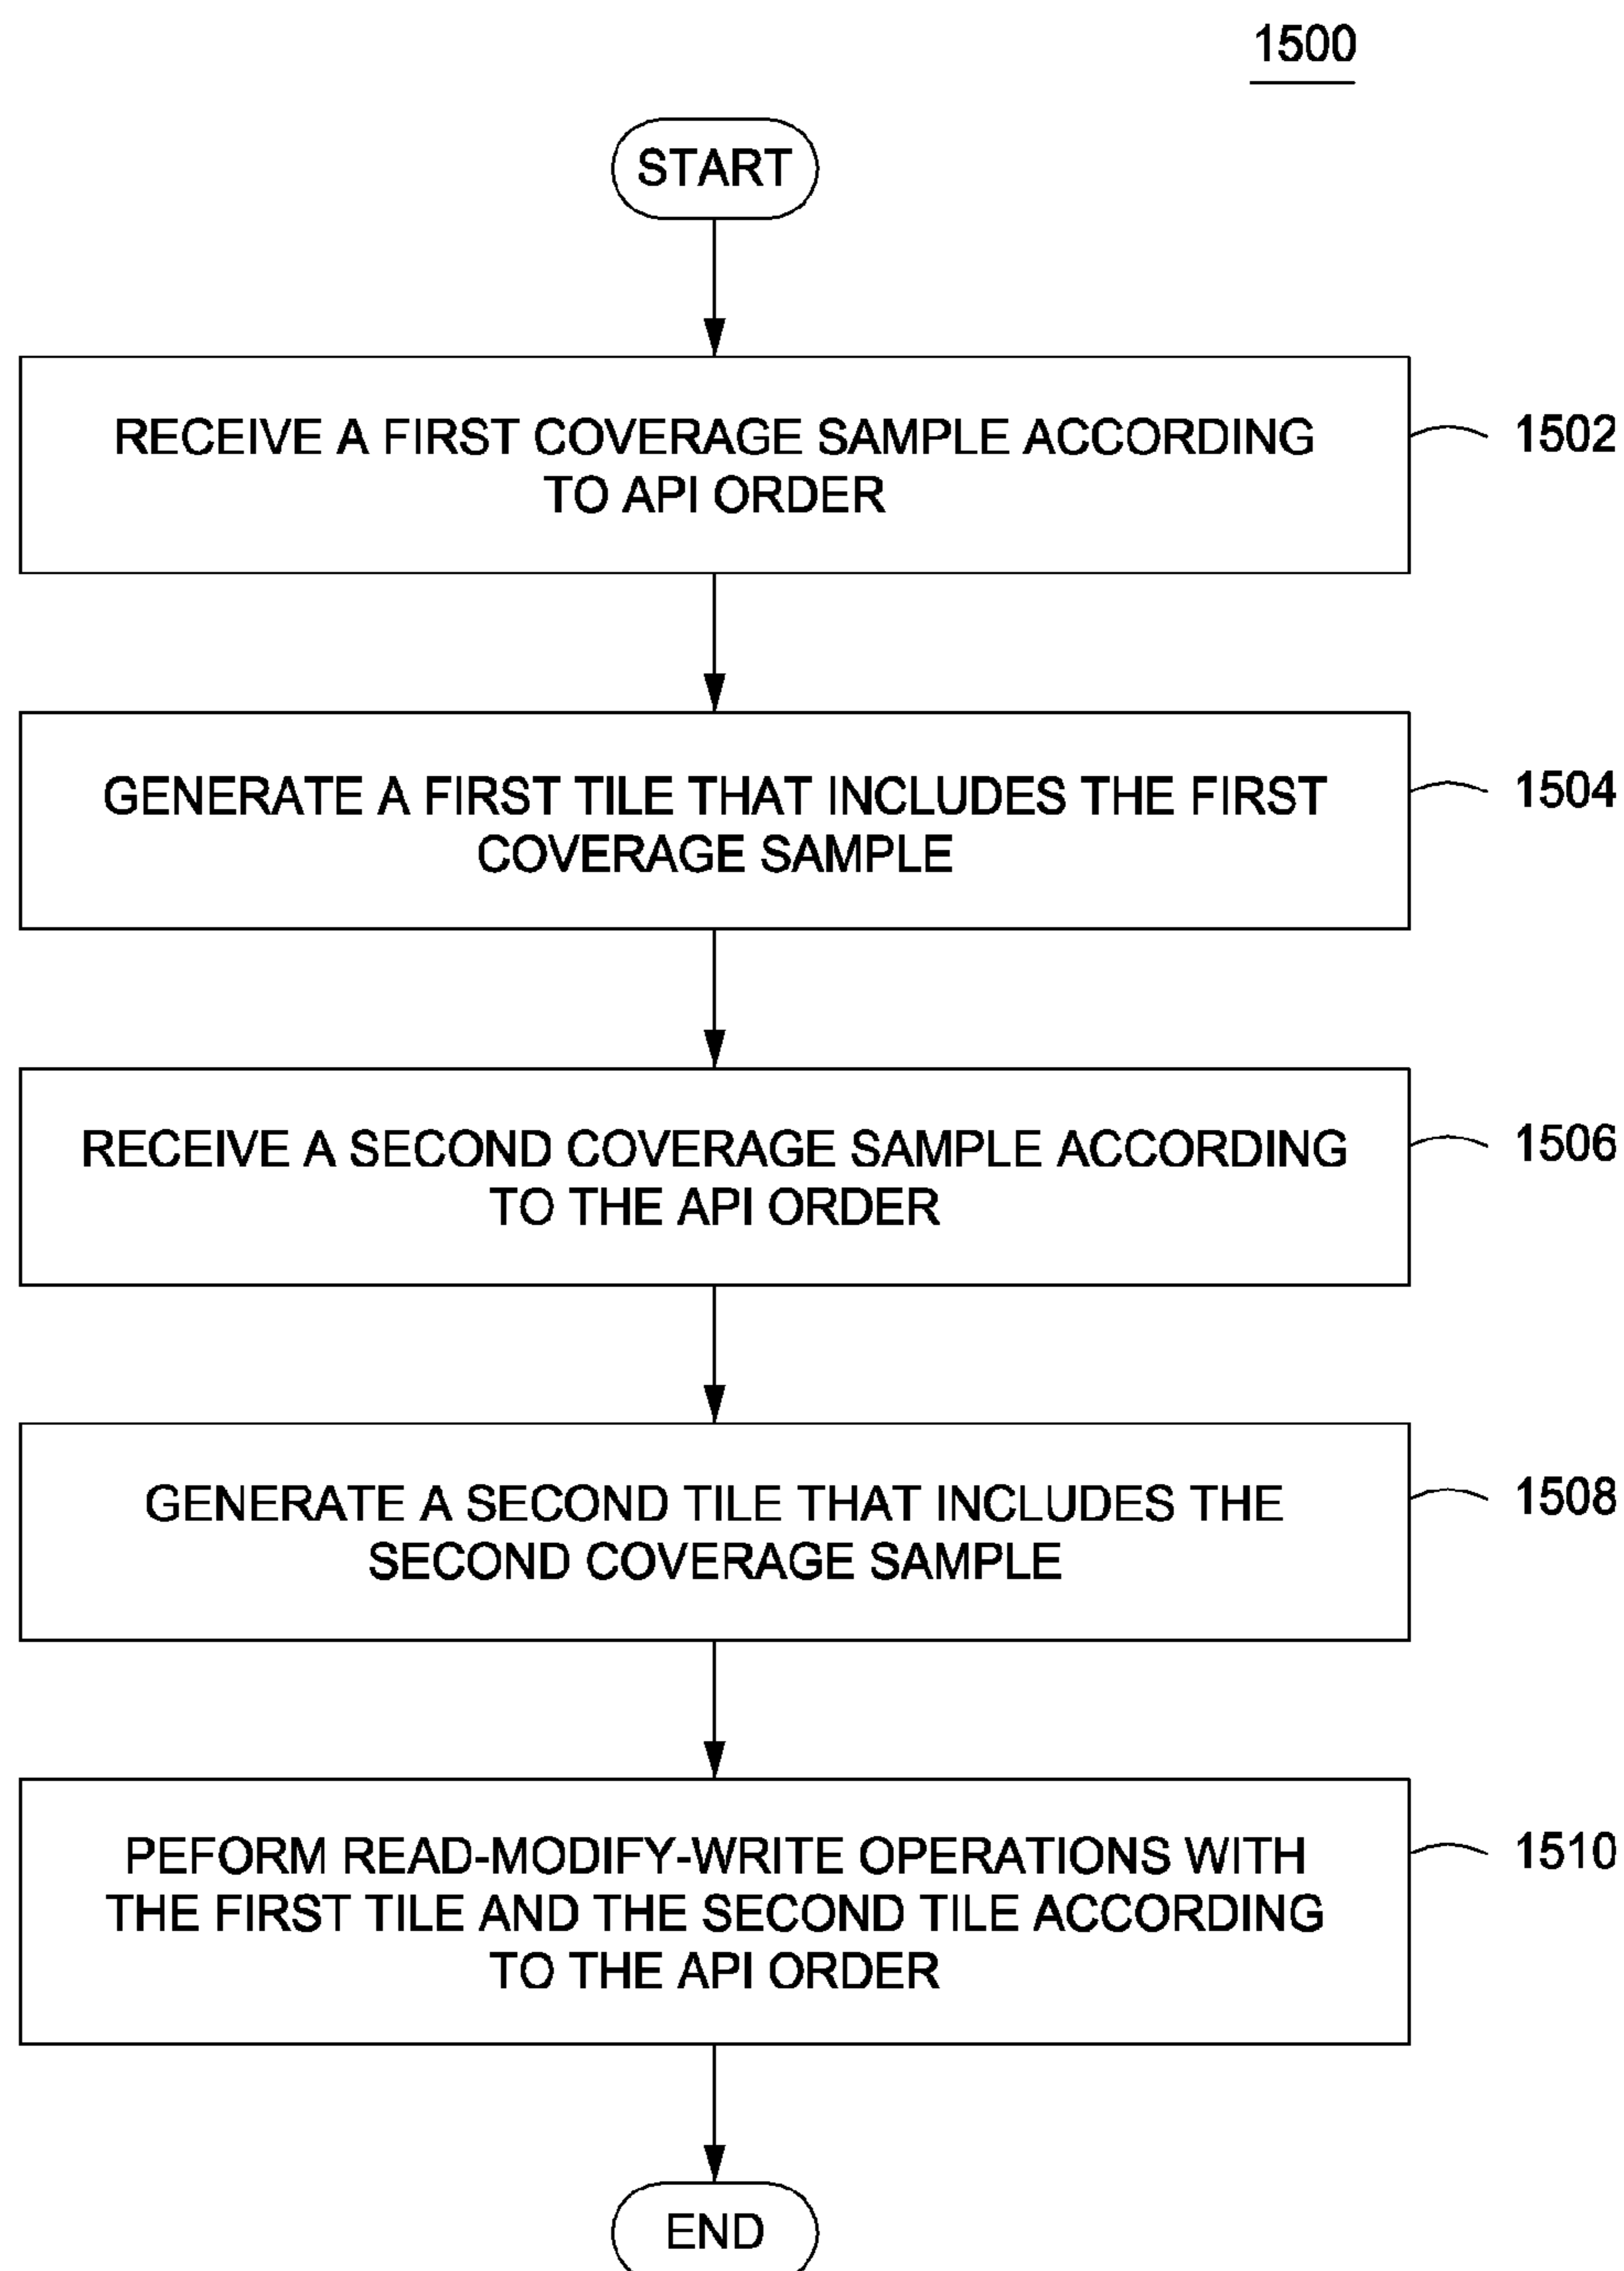 1500
START
RECEIVE A FIRST COVERAGE SAMPLE ACCORDING
TO API ORDER
1502
GENERATE A FIRST TILE THAT INCLUDES THE FIRST
COVERAGE SAMPLE
1504
RECEIVE A SECOND COVERAGE SAMPLE ACCORDING
TO THE API ORDER
1506
GENERATE A SECOND TILE THAT INCLUDES THE
SECOND COVERAGE SAMPLE
1508
PEFORM READ-MODIFY-WRITE OPERATIONS WITH
THE FIRST TILE AND THE SECOND TILE ACCORDING
TO THE API ORDER
1510
END